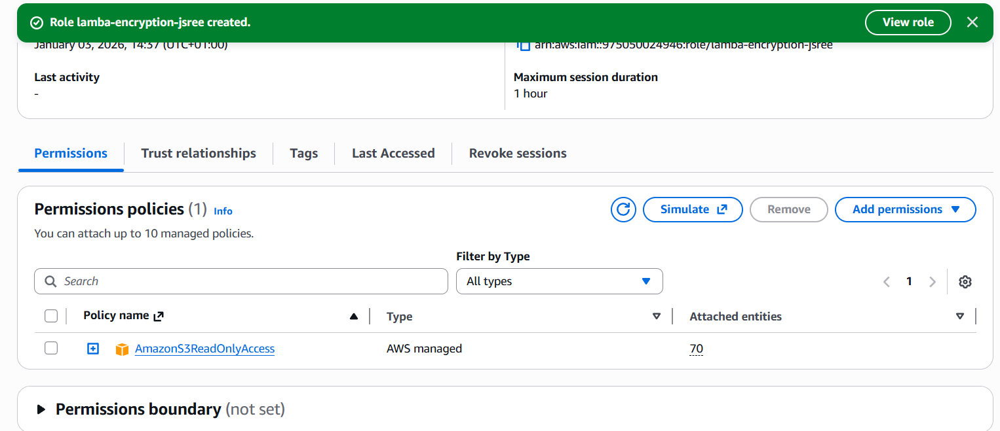 Role lamba-encryption-jsree created.
View role
January 03, 2026, 14:37 (UTC+01:00)
arn:aws:iam::975050024946:role/lamba-encryption-jsree
Last activity
-
Maximum session duration
1 hour
Permissions
Trust relationships
Tags
Last Accessed
Revoke sessions
Permissions policies (1) Info
Simulate
Remove
Add permissions
You can attach up to 10 managed policies.
Filter by Type
Search
All types
1
Policy name
Type
Attached entities
AmazonS3ReadOnlyAccess
AWS managed
70
Permissions boundary (not set)